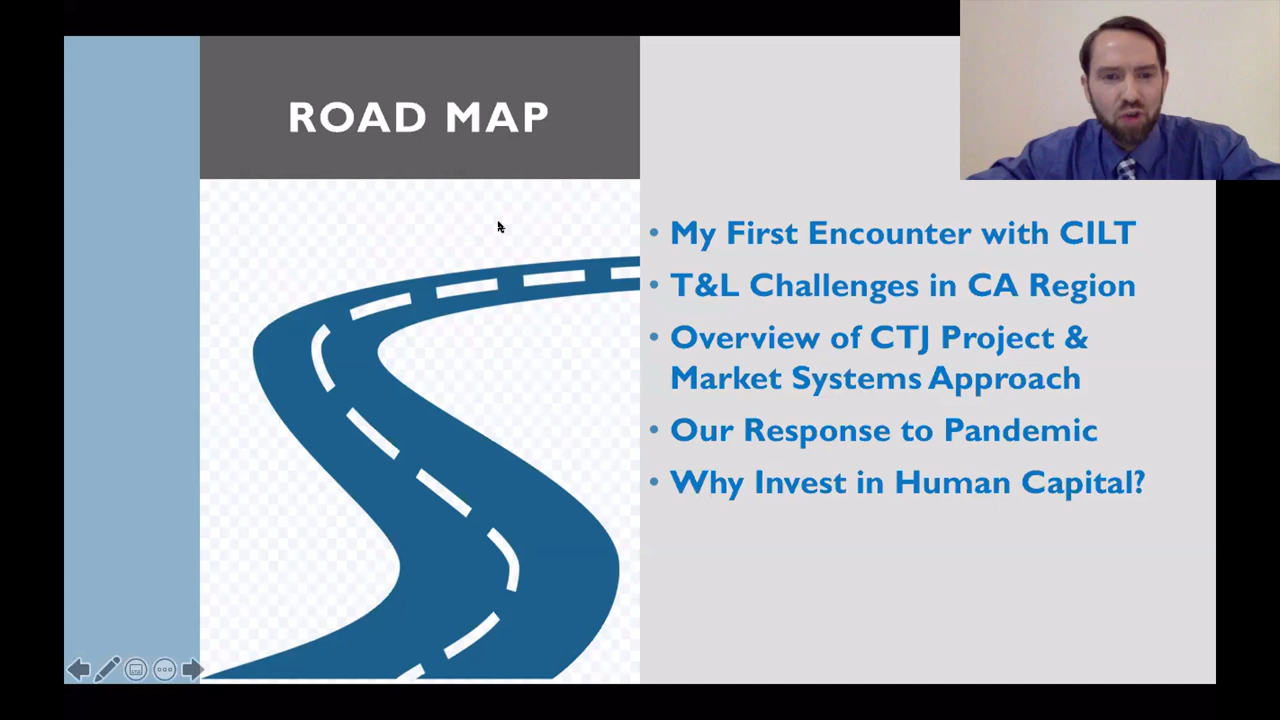 ROAD MAP
• My First Encounter with CILT
• T&L Challenges in CA Region
• Overview of CTJ Project &
Market Systems Approach
• Our Response to Pandemic
• Why Invest in Human Capital?